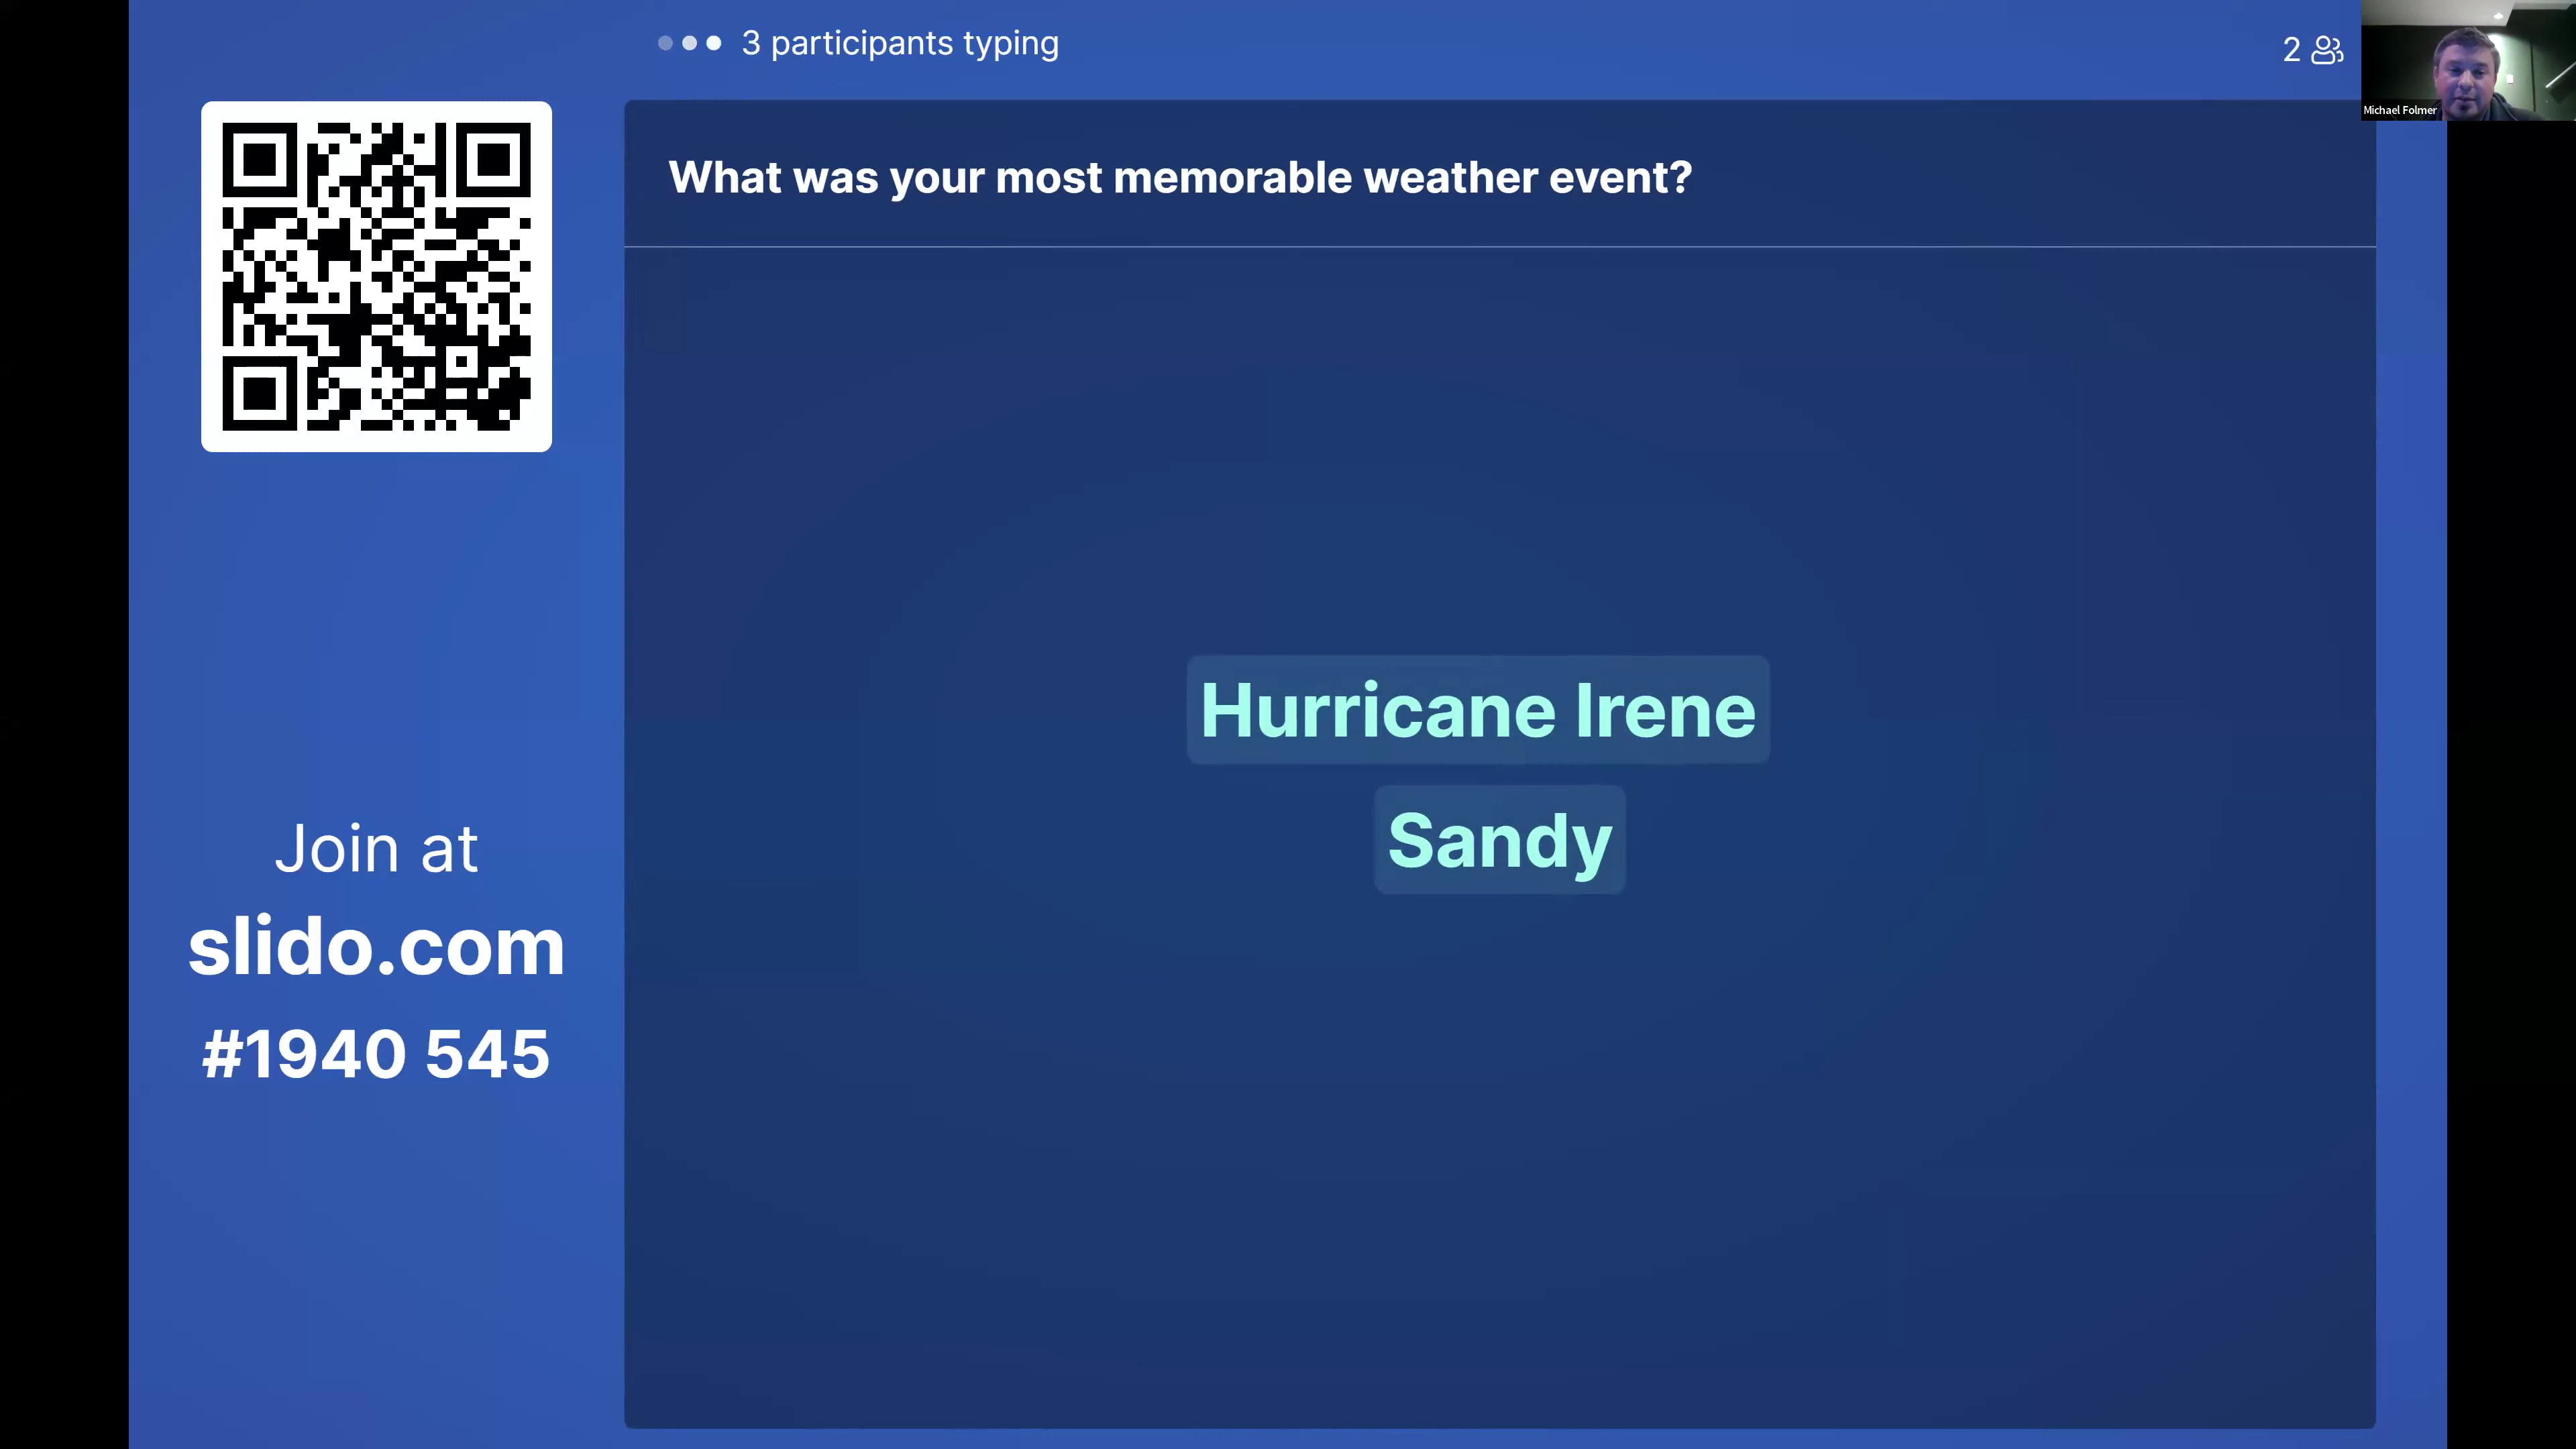 3 participants typing
2
Michael Folmer
What was your most memorable weather event?
Hurricane Irene
Sandy
Join at
slido.com
#1940 545